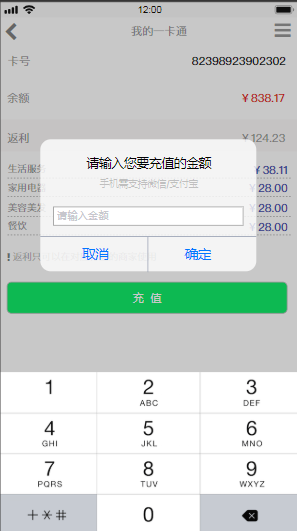 12:00
我的一卡通
卡号 82398923902302
余额 ￥838.17
返利 ￥124.23
生活服务 ￥38.11
家用电器 ￥28.00
美容美发 ￥28.00
餐饮 ￥28.00
请输入您要充值的金额
手机需支持微信/支付宝
请输入金额
取消 确定
! 返利只
充 值
1 2 3
ABC DEF
4 5 6
GHI JKL MNO
7 8 9
PQRS TUV WXYZ
+*# 0